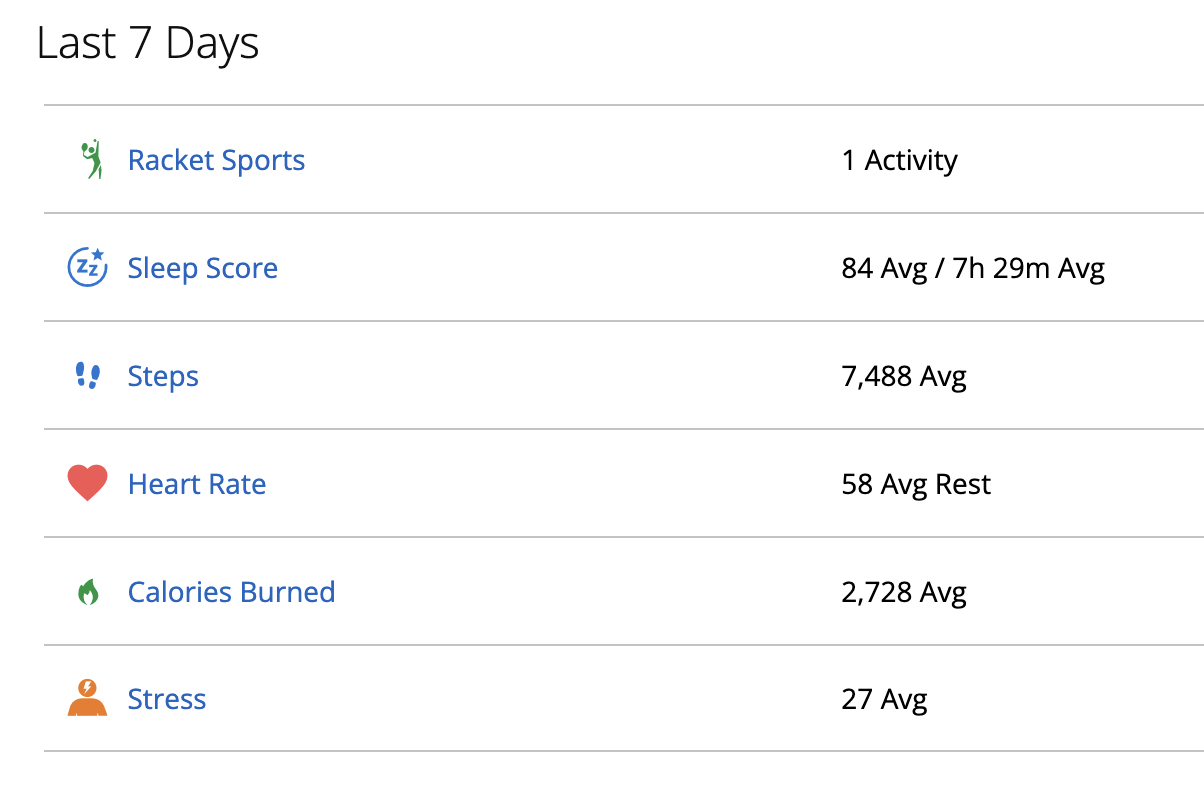 Last 7 Days
Racket Sports 1 Activity
Sleep Score 84 Avg / 7h 29m Avg
Steps 7,488 Avg
Heart Rate 58 Avg Rest
Calories Burned 2,728 Avg
Stress 27 Avg